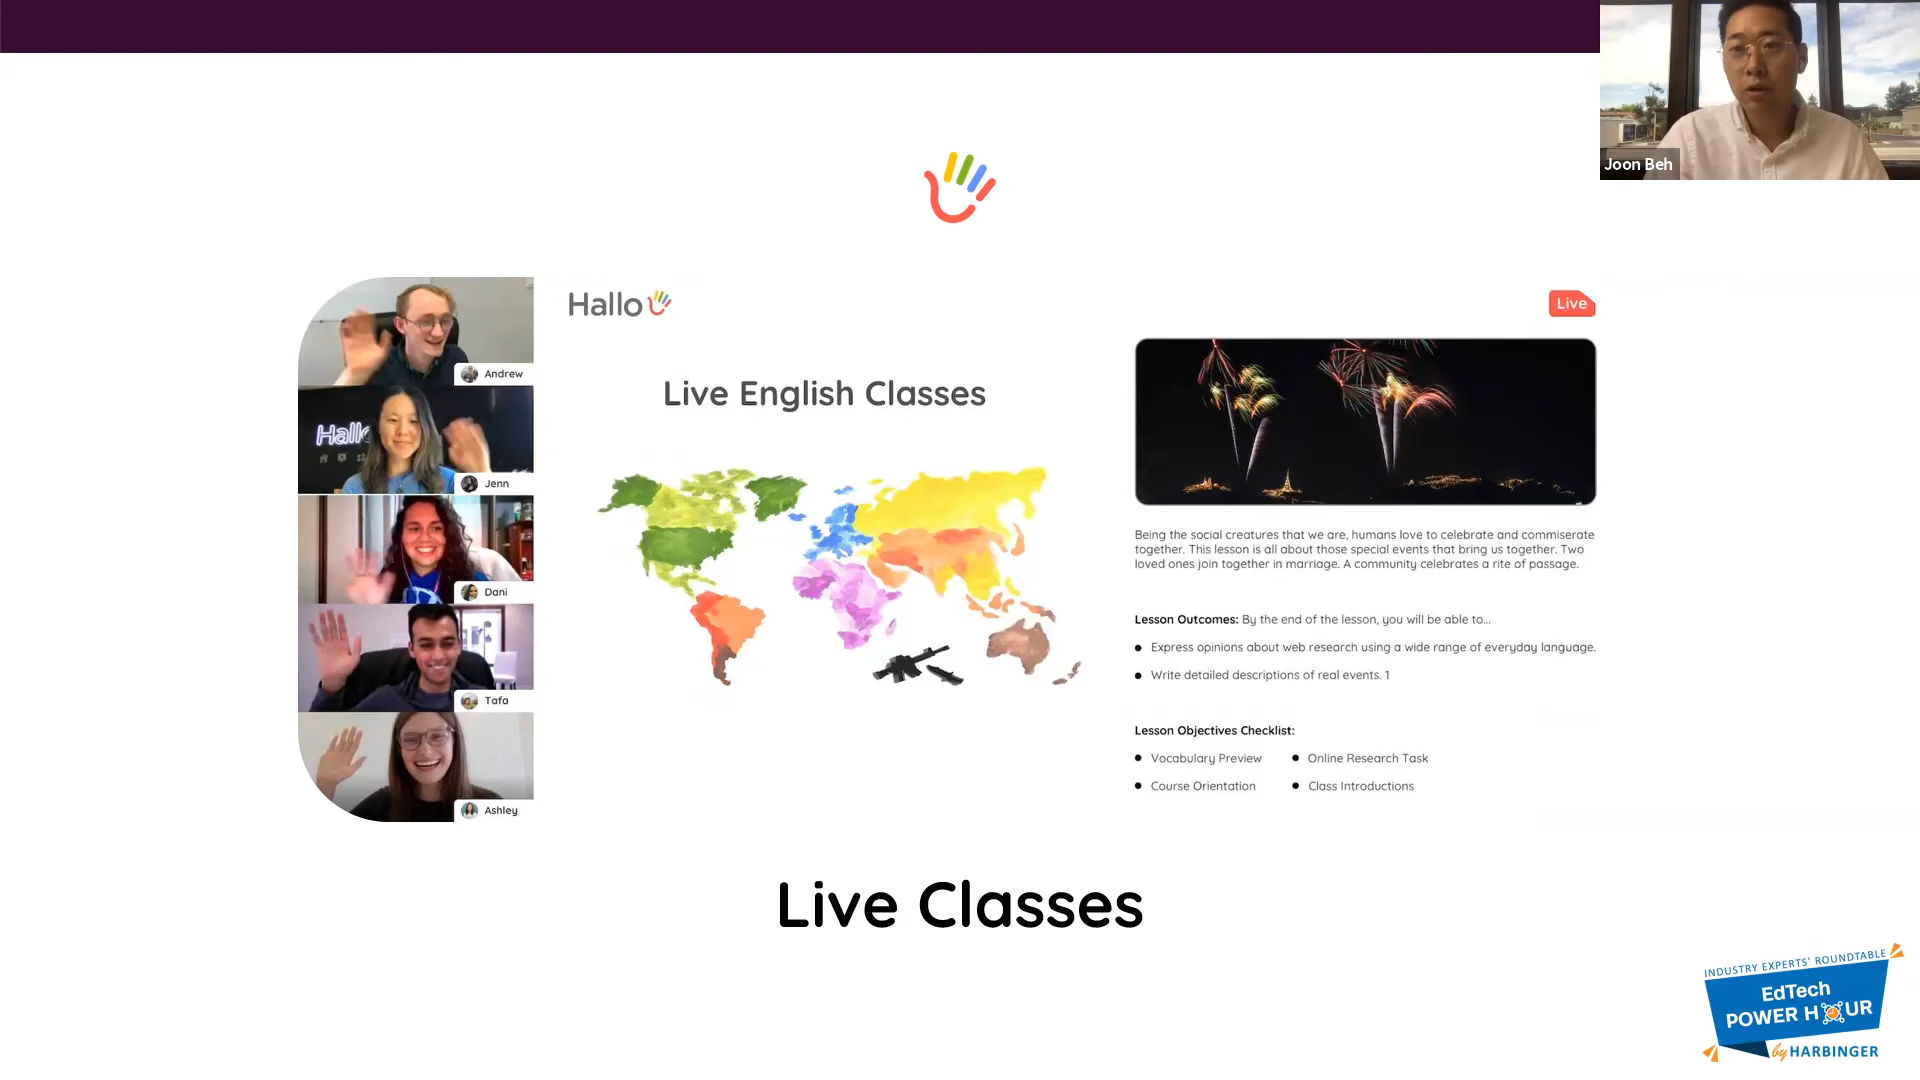 Joon Beh
Hallo
Live
Andrew
Live English Classes
Hallo
Jenn
Being the social creatures that we are, humans love to celebrate and commiserate
together. This lesson is all about those special events that bring us together. Two
loved ones join together in marriage. A community celebrates a rite of passage.
Dani
Lesson Outcomes: By the end of the lesson, you will be able to...
Express opinions about web research using a wide range of everyday language.
Write detailed descriptions of real events. 1
Tafa
Lesson Objectives Checklist:
Vocabulary Preview
Online Research Task
Course Orientation
Class Introductions
Ashley
Live Classes
INDUSTRY EXPERTS' ROUNDTABLE
EdTech
POWER HOUR
by HARBINGER